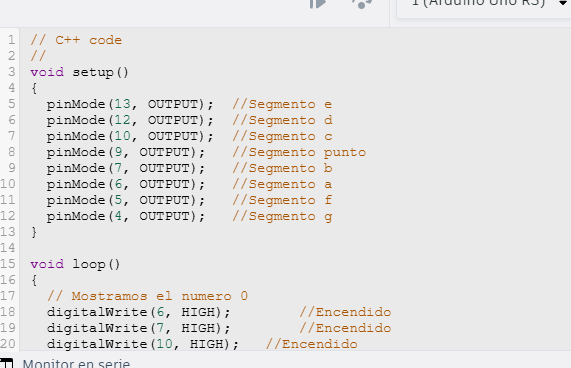 1 (Arduino Uno R3)
1 // C++ code
2 //
3 void setup()
4 {
5   pinMode(13, OUTPUT);  //Segmento e
6   pinMode(12, OUTPUT);  //Segmento d
7   pinMode(10, OUTPUT);  //Segmento c
8   pinMode(9, OUTPUT);   //Segmento punto
9   pinMode(7, OUTPUT);   //Segmento b
10   pinMode(6, OUTPUT);   //Segmento a
11   pinMode(5, OUTPUT);   //Segmento f
12   pinMode(4, OUTPUT);   //Segmento g
13 }
14
15 void loop()
16 {
17   // Mostramos el numero 0
18   digitalWrite(6, HIGH);        //Encendido
19   digitalWrite(7, HIGH);        //Encendido
20   digitalWrite(10, HIGH);   //Encendido
Monitor en serie